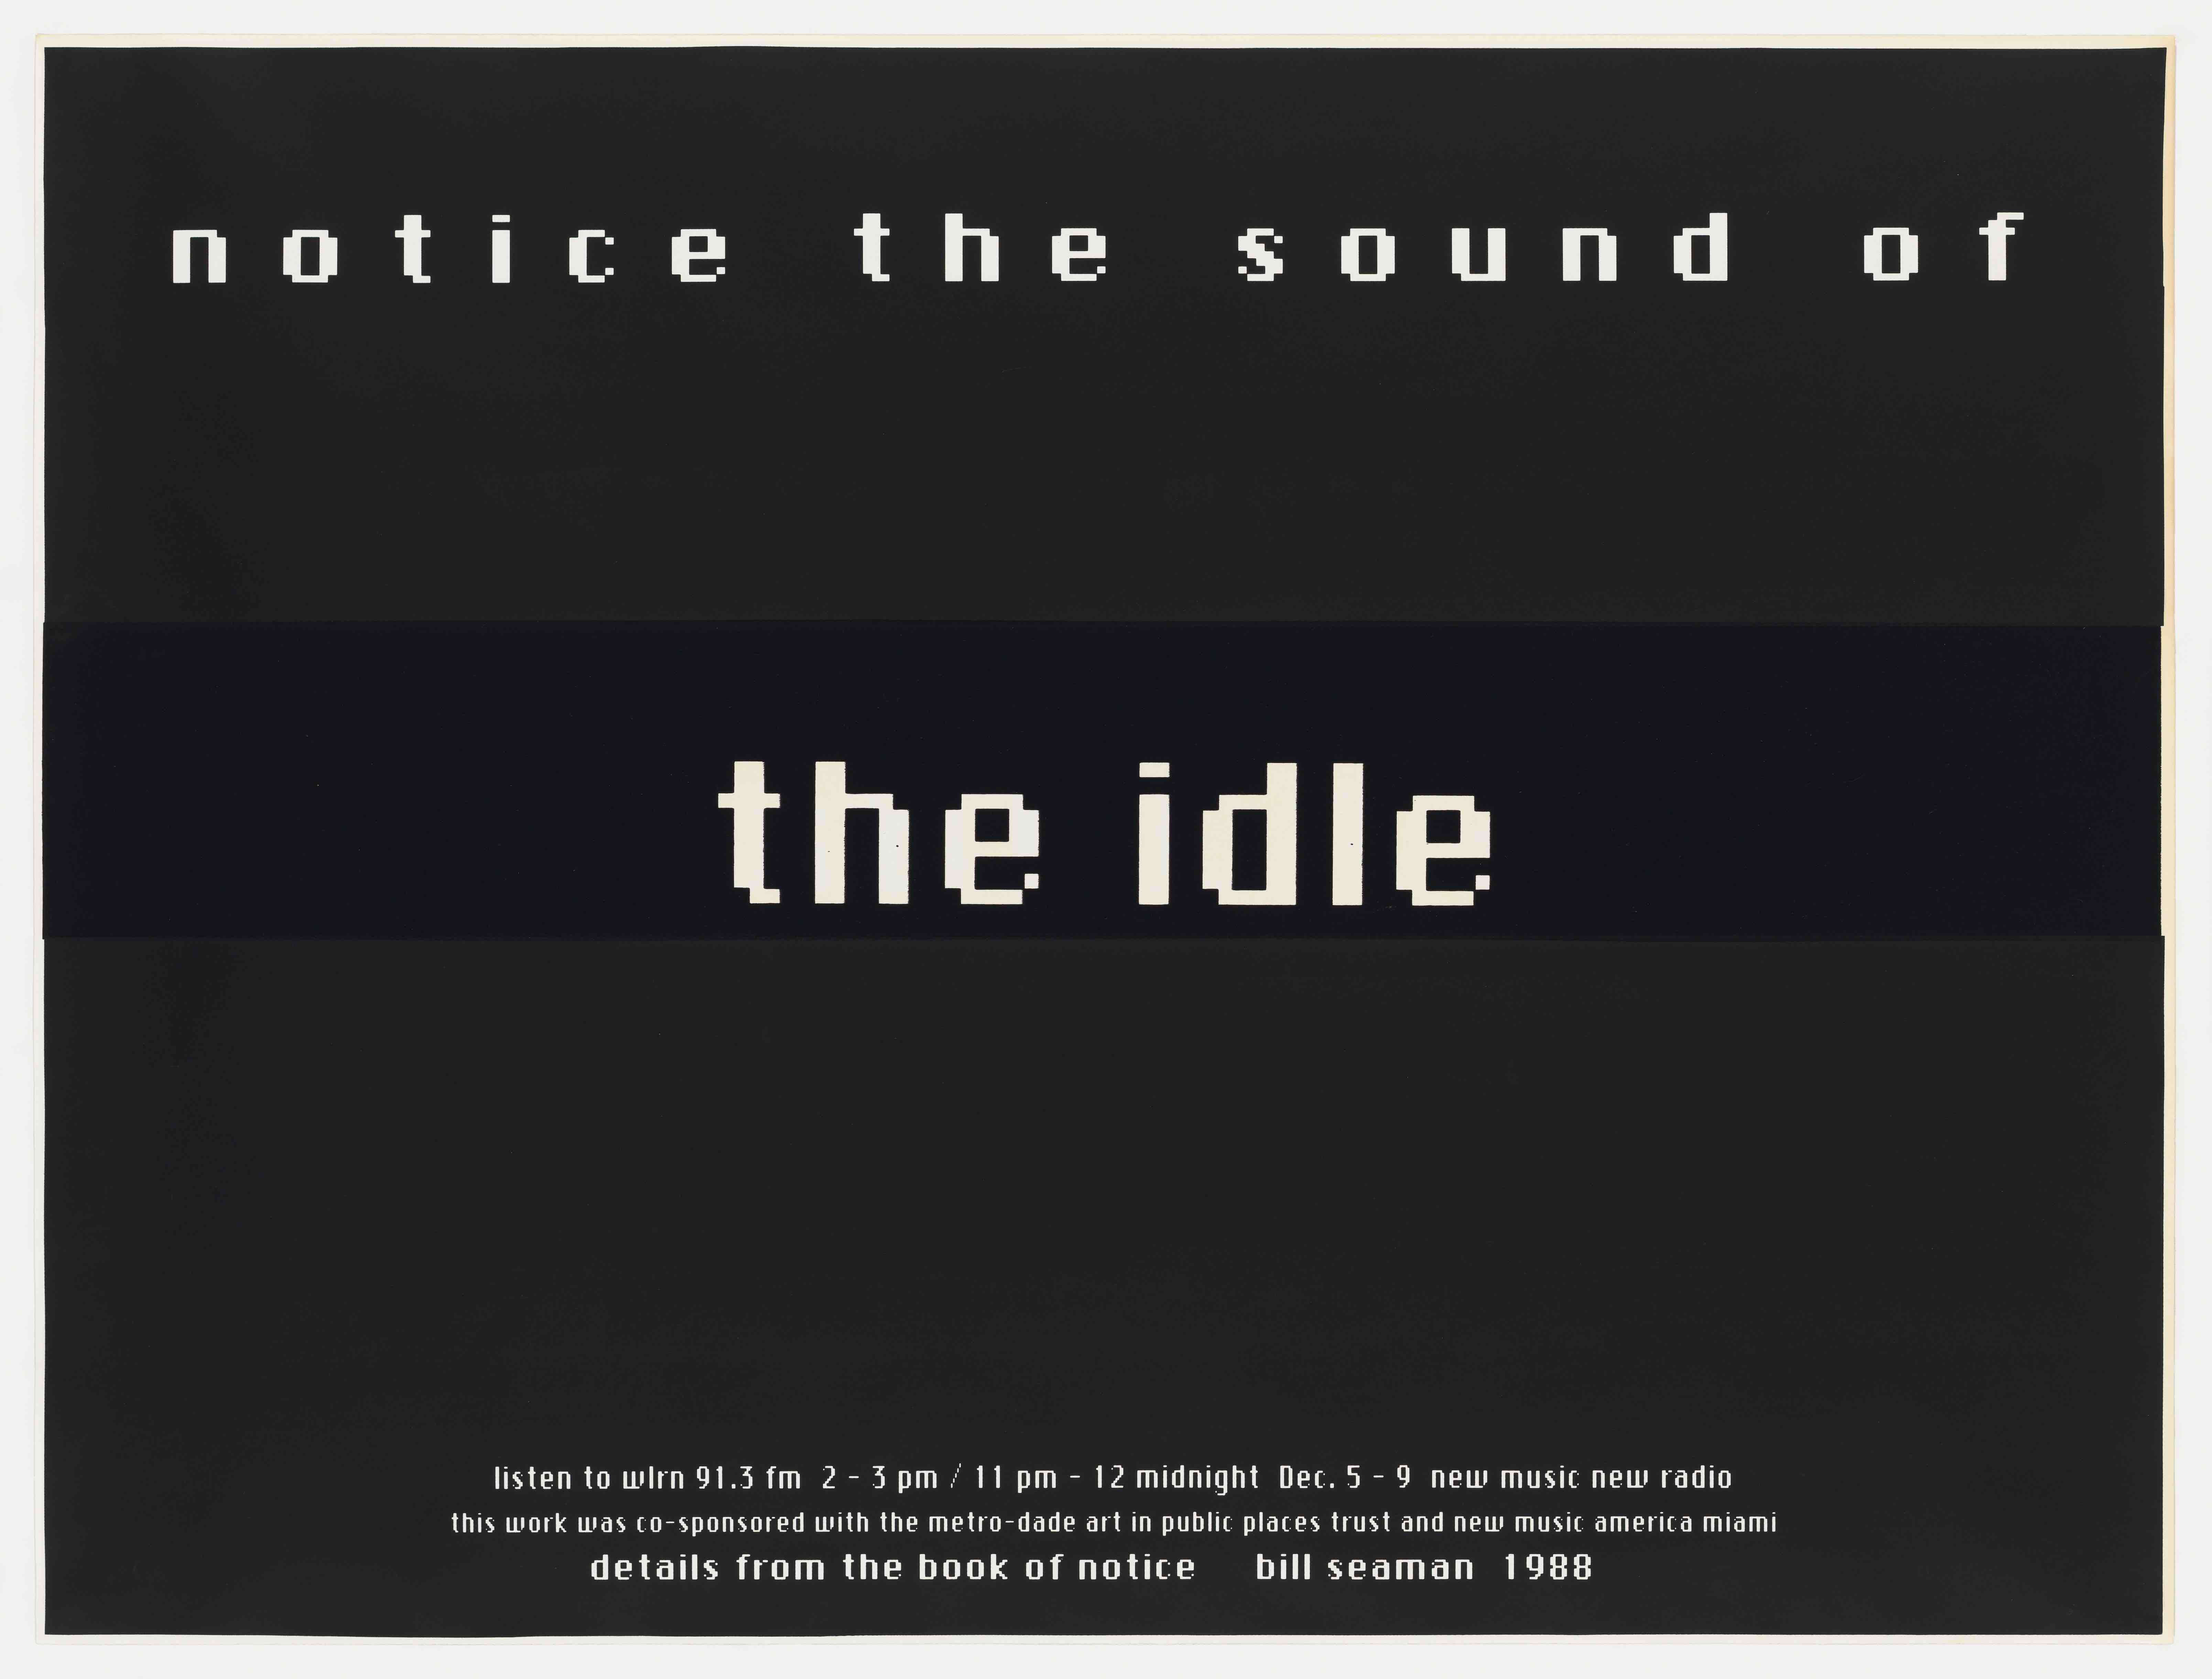 notice the sound of
the idle
listen to wlrn 91.3 fm 2 - 3 pm / 11 pm - 12 midnight Dec. 5 - 9 new music new radio
this work was co-sponsored with the metro-dade art in public places trust and new music america miami
details from the book of notice bill seaman 1988